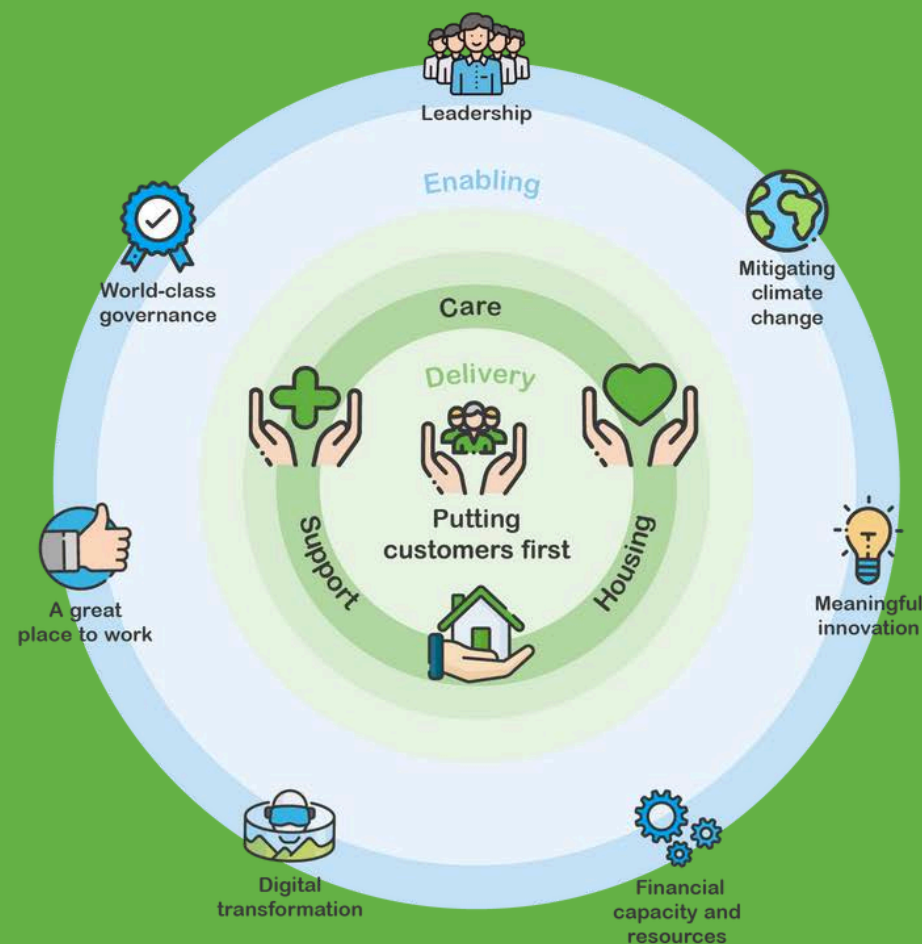 Leadership
Enabling
World-class
governance
Mitigating
climate
change
Care
Delivery
Putting
customers first
Support
Housing
A great
place to work
Meaningful
innovation
Digital
transformation
Financial
capacity and
resources